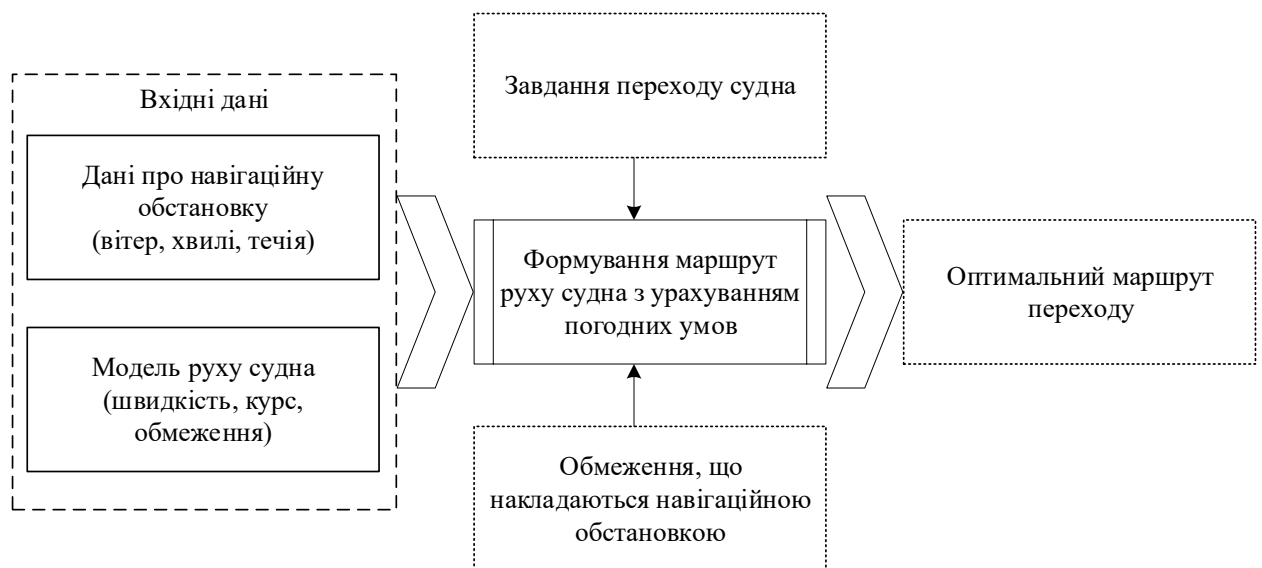 Вхідні дані
Дані про навігаційну
обстановку
(вітер, хвилі, течія)
Модель руху судна
(швидкість, курс,
обмеження)
Завдання переходу судна
Формування маршрут
руху судна з урахуванням
погодних умов
Обмеження, що
накладаються навігаційною
обстановкою
Оптимальний маршрут
переходу